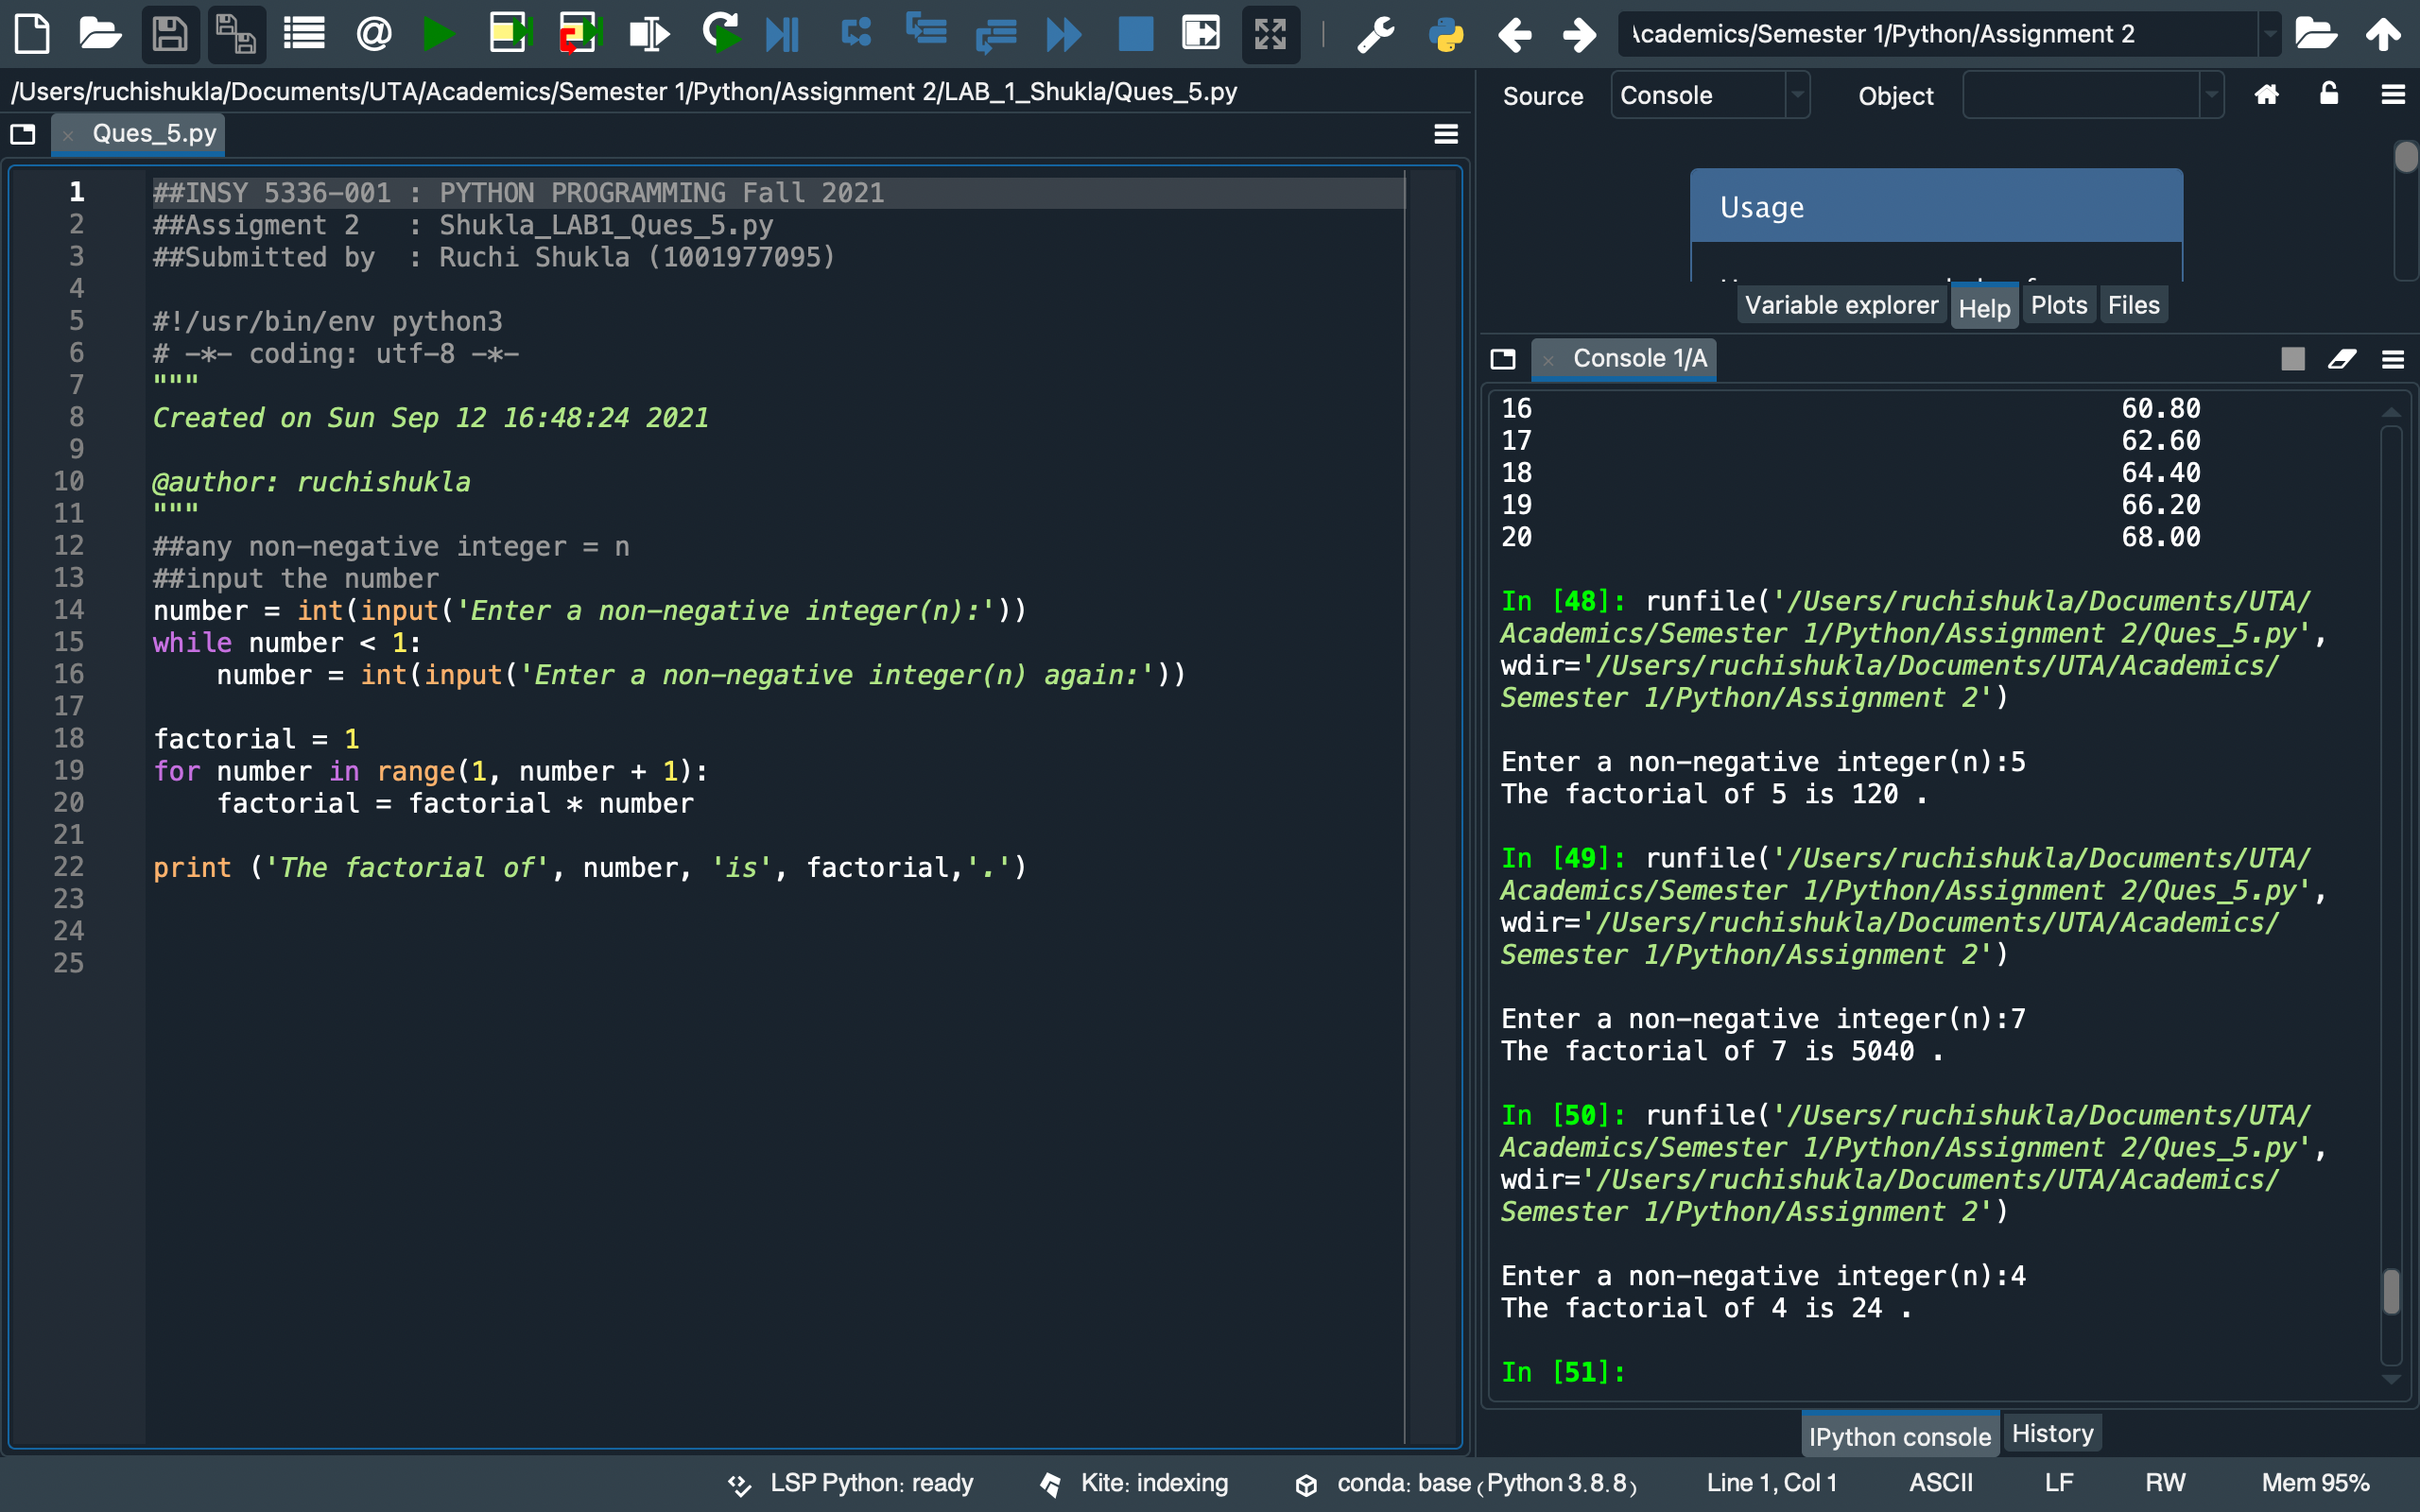 \cademics/Semester 1/Python/Assignment 2
/Users/ruchishukla/Documents/UTA/Academics/Semester 1/Python/Assignment 2/LAB_1_Shukla/Ques_5.py
Ques_5.py
1 ##INSY 5336-001 : PYTHON PROGRAMMING Fall 2021
2 ##Assigment 2   : Shukla_LAB1_Ques_5.py
3 ##Submitted by  : Ruchi Shukla (1001977095)
4
5 #!/usr/bin/env python3
6 # -*- coding: utf-8 -*-
7 """
8 Created on Sun Sep 12 16:48:24 2021
9
10 @author: ruchishukla
11 """
12 ##any non-negative integer = n
13 ##input the number
14 number = int(input('Enter a non-negative integer(n):'))
15 while number < 1:
16     number = int(input('Enter a non-negative integer(n) again:'))
17
18 factorial = 1
19 for number in range(1, number + 1):
20     factorial = factorial * number
21
22 print ('The factorial of', number, 'is', factorial,'.')
23
24
25
Source Console Object
Usage
Variable explorer Help Plots Files
Console 1/A
16 60.80
17 62.60
18 64.40
19 66.20
20 68.00
In [48]: runfile('/Users/ruchishukla/Documents/UTA/
Academics/Semester 1/Python/Assignment 2/Ques_5.py',
wdir='/Users/ruchishukla/Documents/UTA/Academics/
Semester 1/Python/Assignment 2')
Enter a non-negative integer(n):5
The factorial of 5 is 120 .
In [49]: runfile('/Users/ruchishukla/Documents/UTA/
Academics/Semester 1/Python/Assignment 2/Ques_5.py',
wdir='/Users/ruchishukla/Documents/UTA/Academics/
Semester 1/Python/Assignment 2')
Enter a non-negative integer(n):7
The factorial of 7 is 5040 .
In [50]: runfile('/Users/ruchishukla/Documents/UTA/
Academics/Semester 1/Python/Assignment 2/Ques_5.py',
wdir='/Users/ruchishukla/Documents/UTA/Academics/
Semester 1/Python/Assignment 2')
Enter a non-negative integer(n):4
The factorial of 4 is 24 .
In [51]:
IPython console History
LSP Python: ready Kite: indexing conda: base (Python 3.8.8) Line 1, Col 1 ASCII LF RW Mem 95%